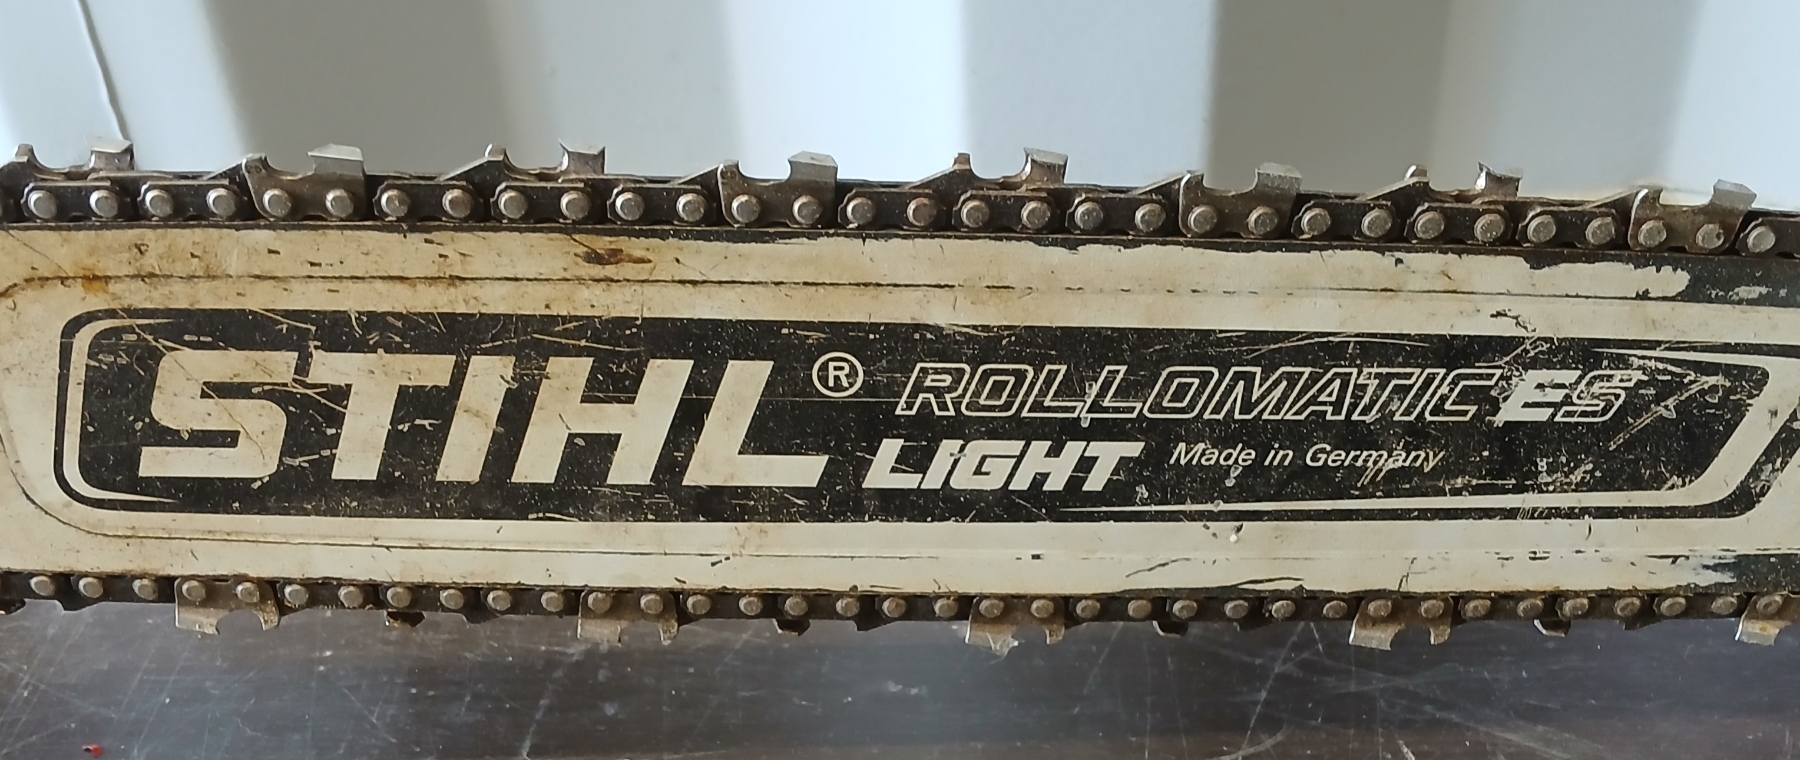 STIHL® ROLLOMATIC ES
LIGHT Made in Germany